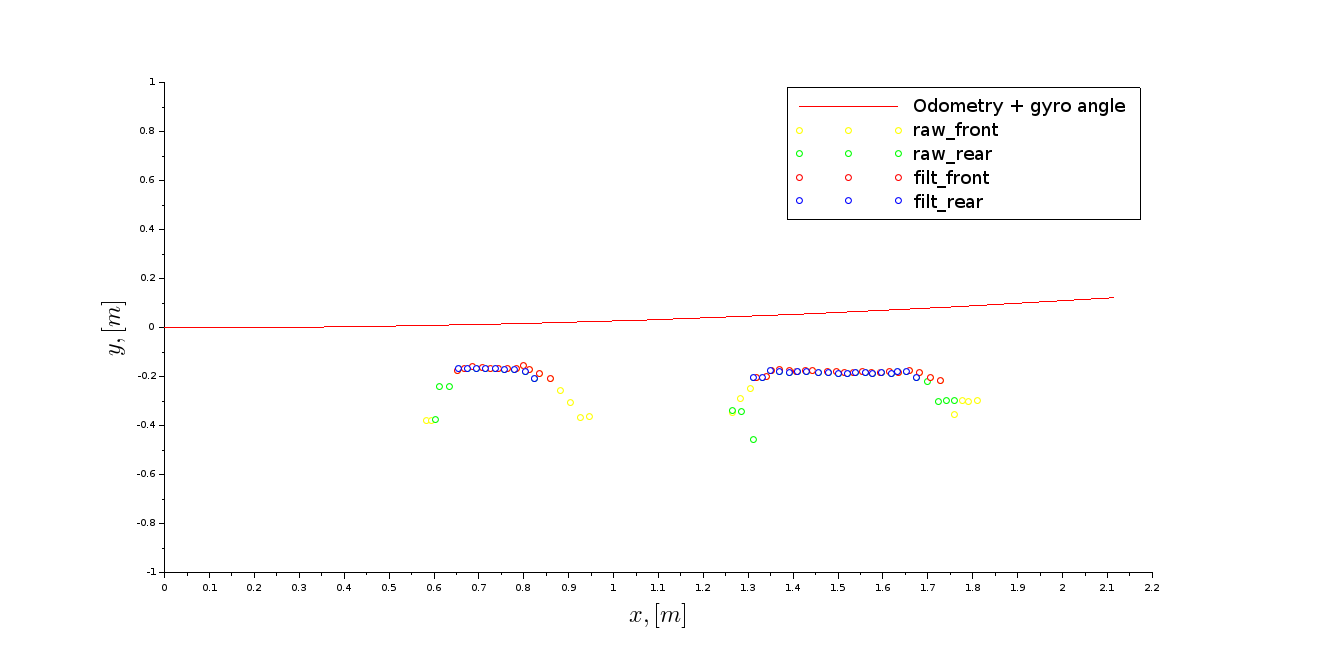 Odometry + gyro angle
raw_front
raw_rear
filt_front
filt_rear
1
0.8
0.6
0.4
0.2
0
-0.2
-0.4
-0.6
-0.8
-1
y, [m]
0 0.1 0.2 0.3 0.4 0.5 0.6 0.7 0.8 0.9 1 1.1 1.2 1.3 1.4 1.5 1.6 1.7 1.8 1.9 2 2.1 2.2
x, [m]